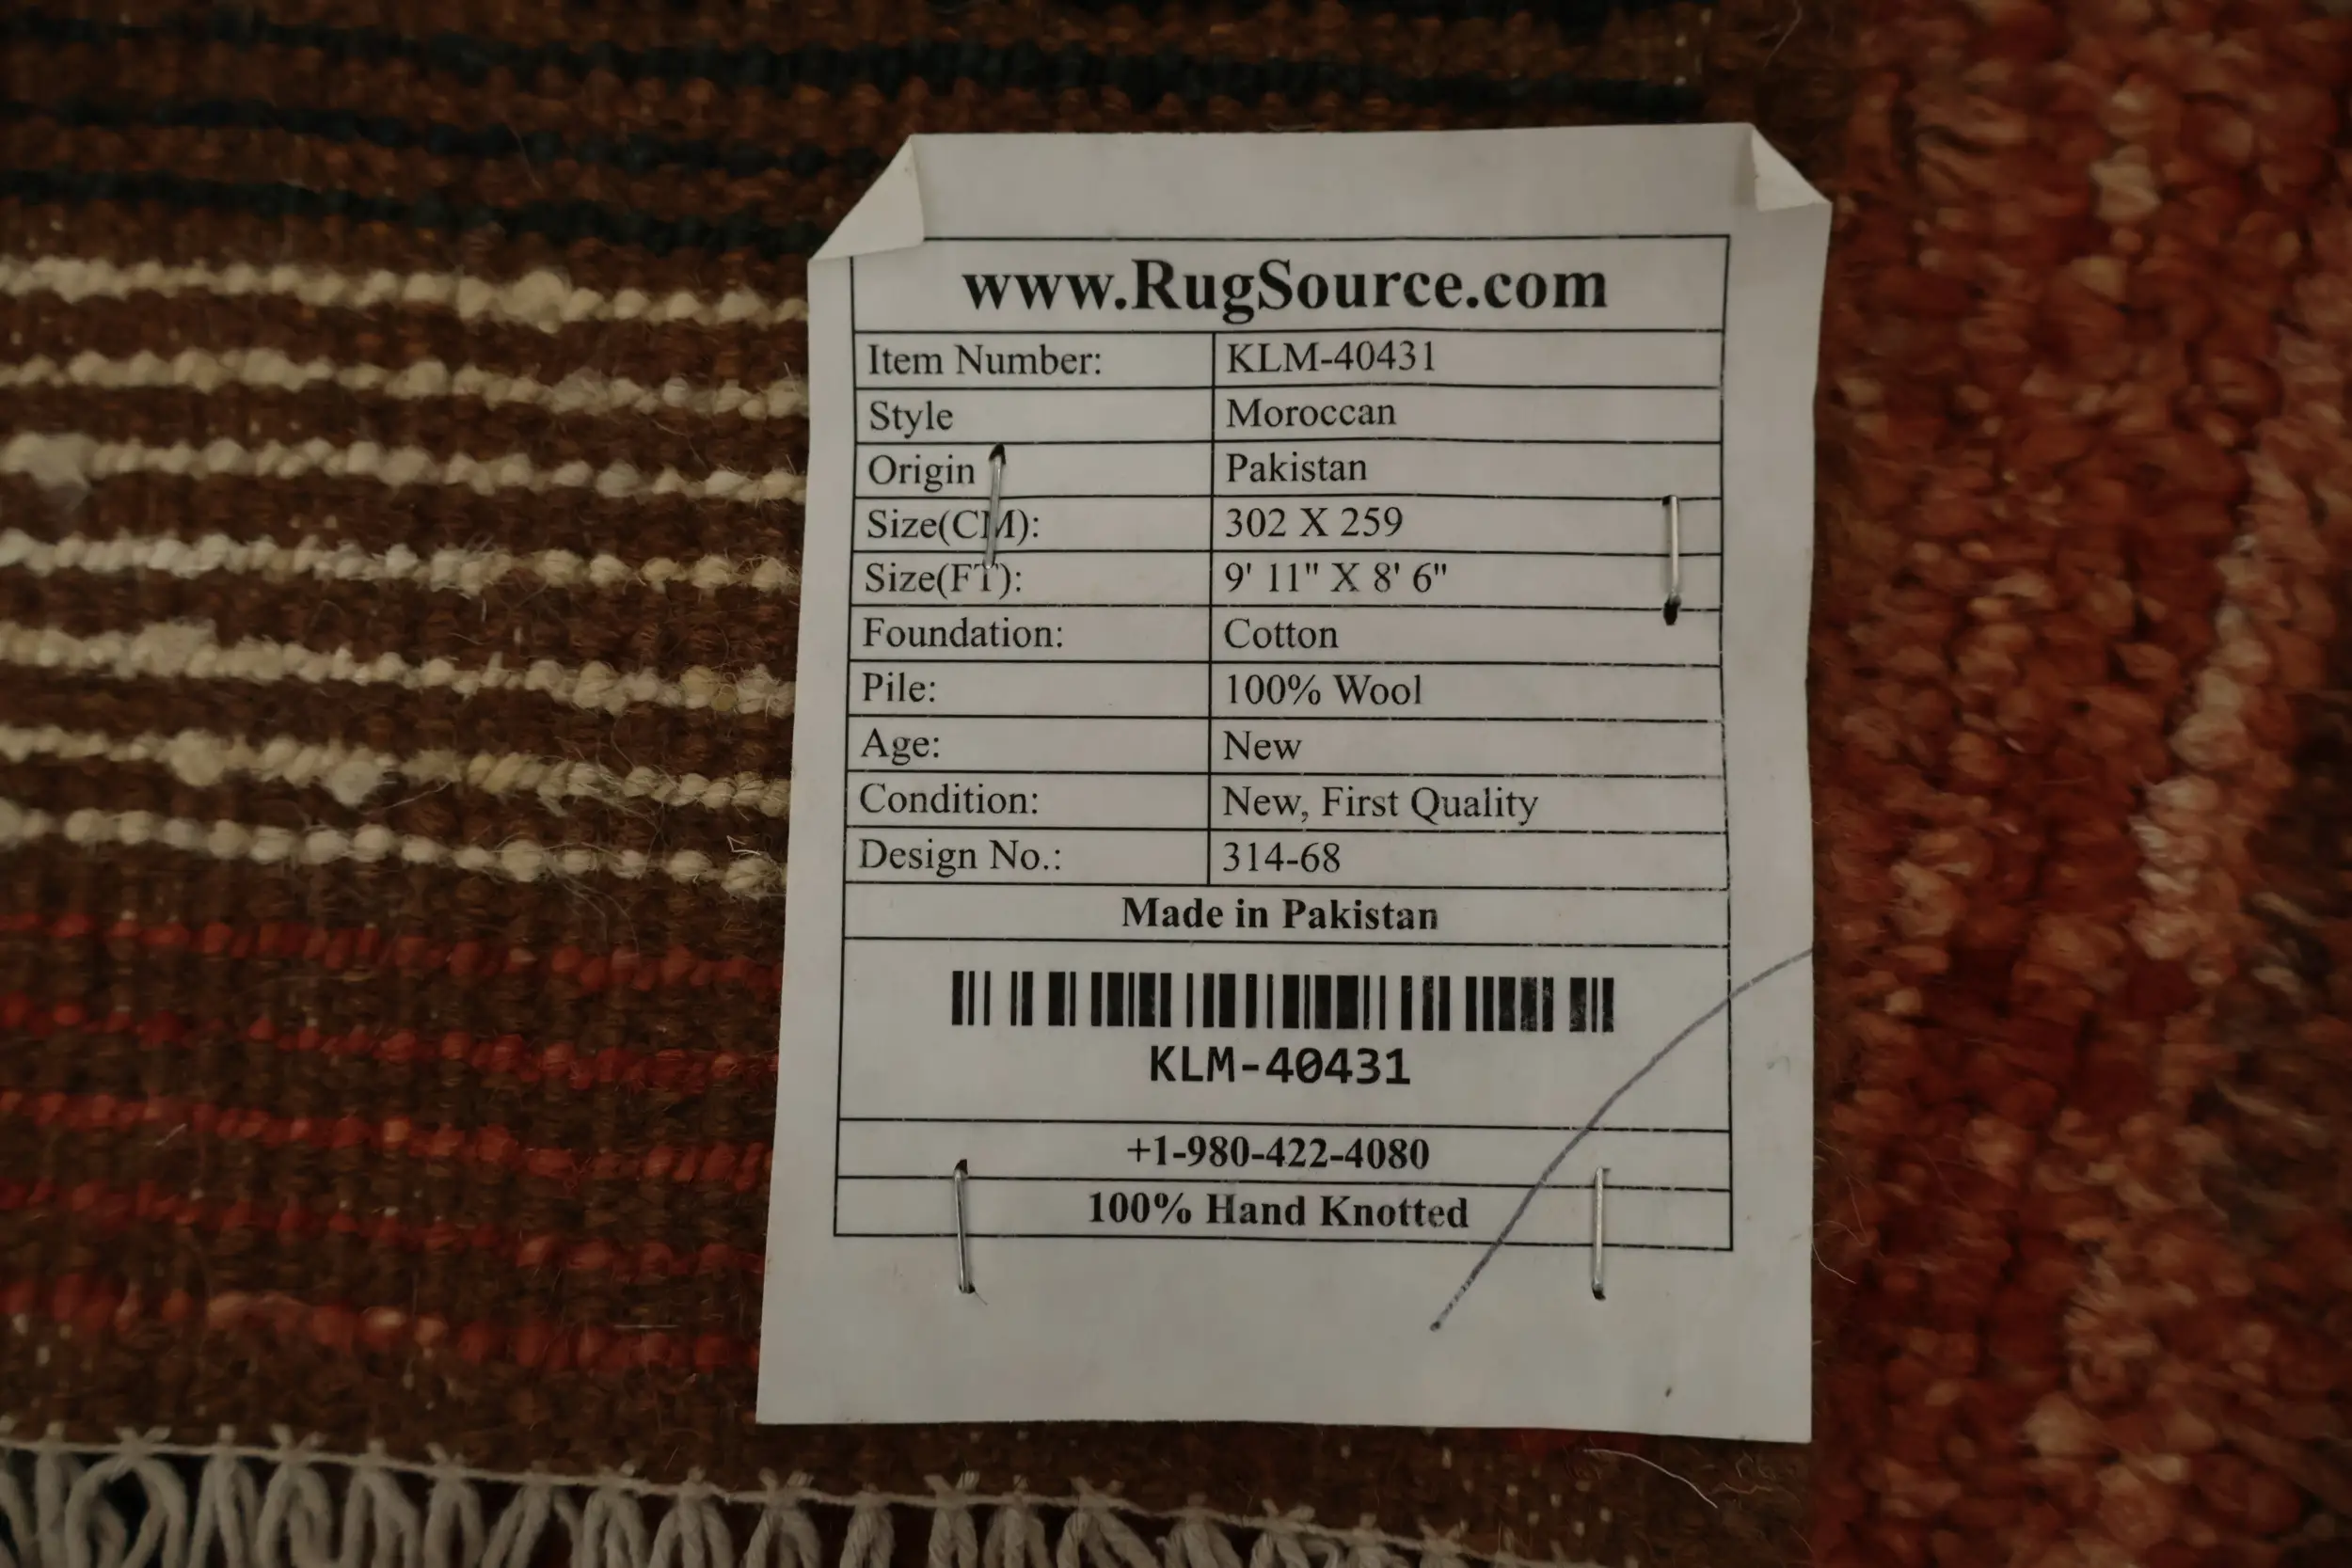 www.RugSource.com
Item Number: KLM-40431
Style Moroccan
Origin Pakistan
Size(CM): 302 X 259
Size(FT): 9' 11" X 8' 6"
Foundation: Cotton
Pile: 100% Wool
Age: New
Condition: New, First Quality
Design No.: 314-68
Made in Pakistan
KLM-40431
+1-980-422-4080
100% Hand Knotted